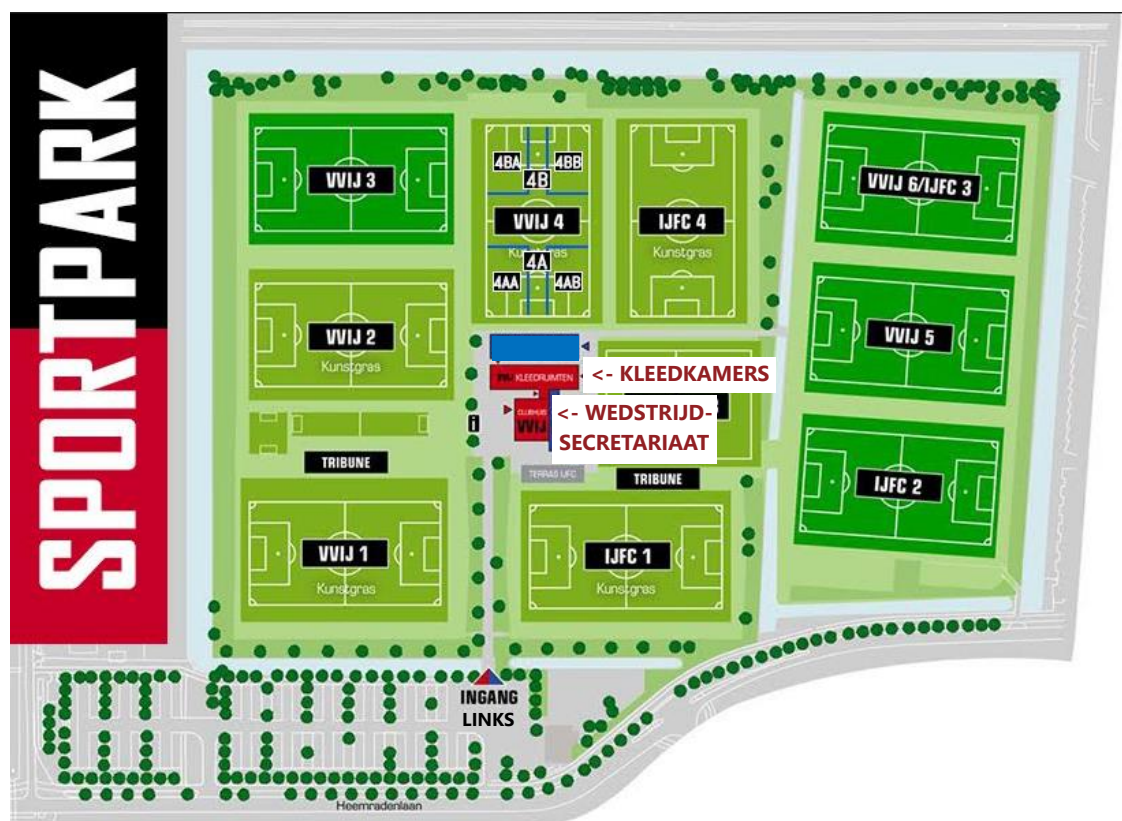 SPORTPARK
VVIJ 3
4BA
4BB
4B
VVIJ 4
Kunstgras
4A
4AA
4AB
IJFC 4
Kunstgras
VVIJ 6/IJFC 3
VVIJ 2
Kunstgras
VVIJ 5
KLEEDRUIMTEN
<- KLEEDKAMERS
CLUBHUIS
VVIJ
<- WEDSTRIJD-
SECRETARIAAT
i
TRIBUNE
TERRAS IJFC
TRIBUNE
IJFC 2
VVIJ 1
Kunstgras
IJFC 1
Kunstgras
INGANG
LINKS
Heemradenlaan